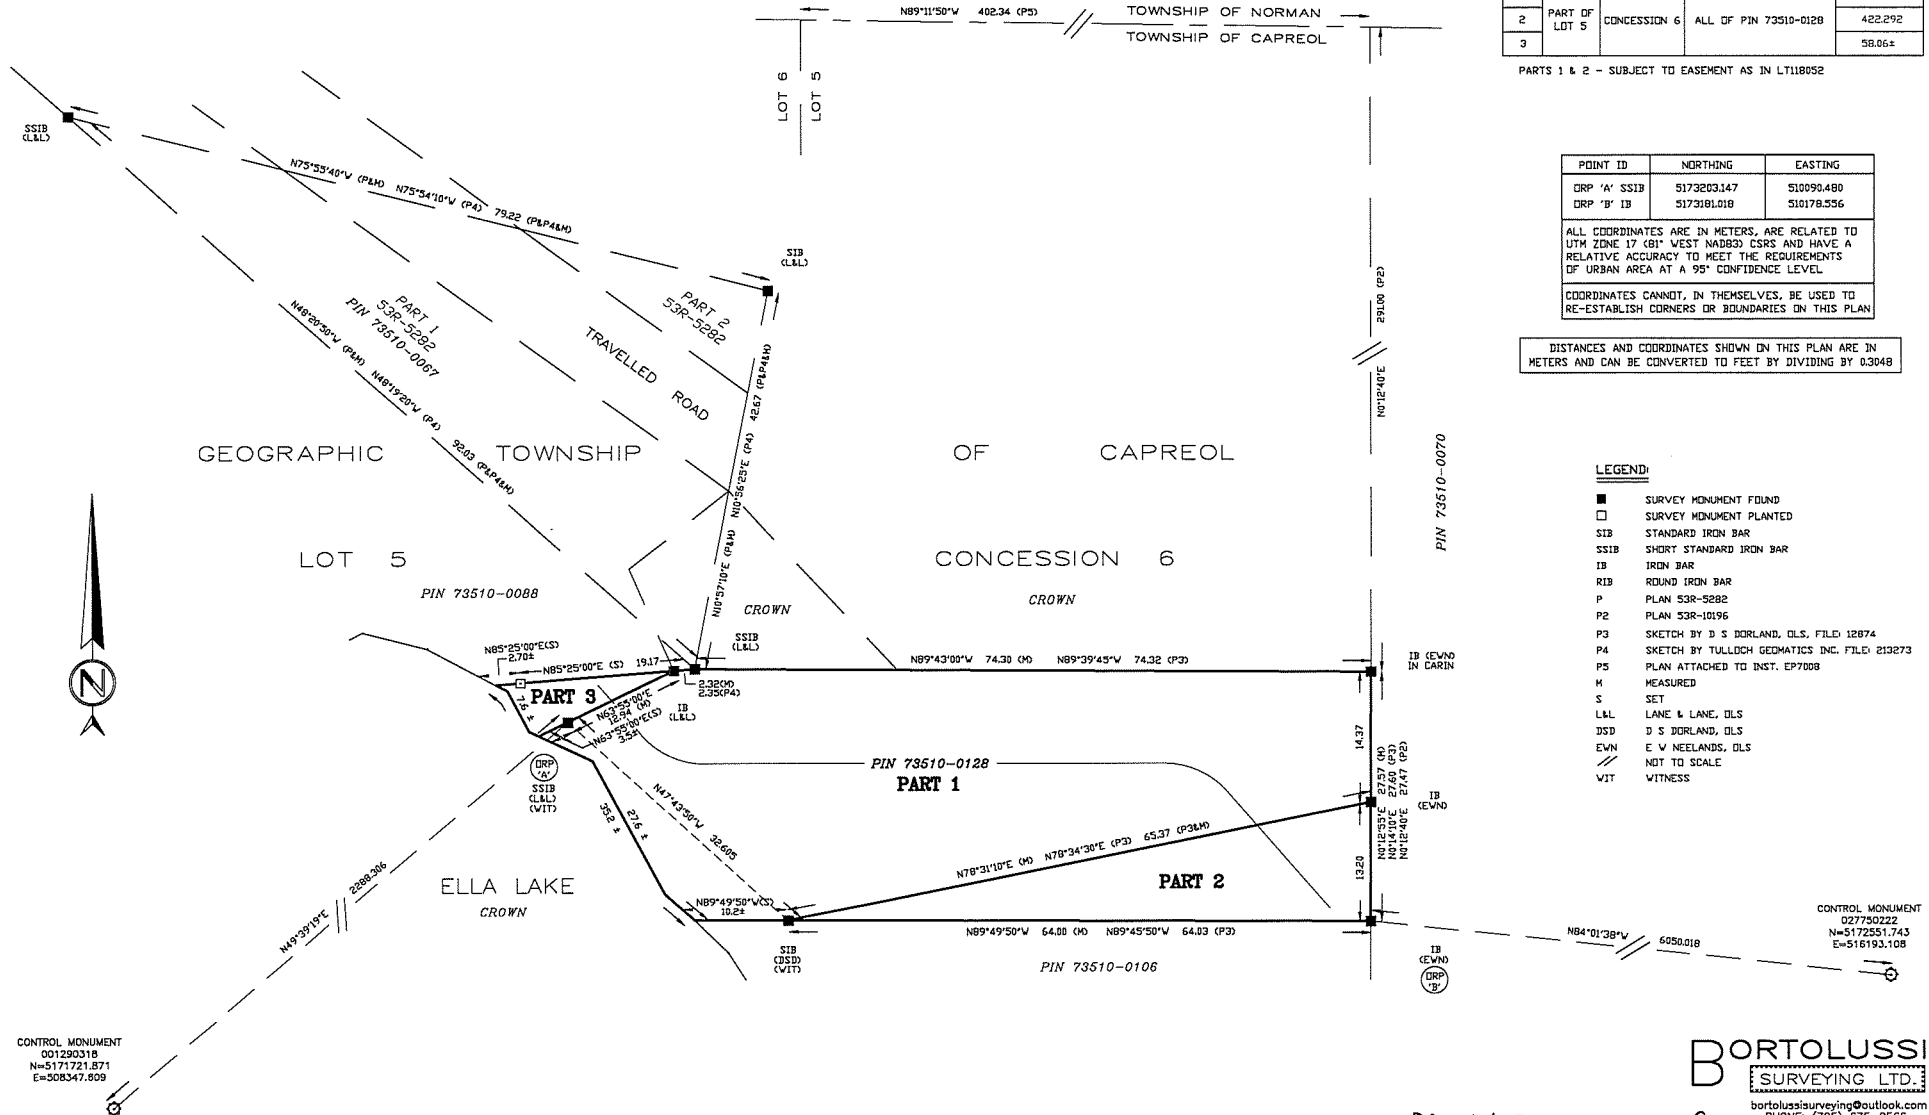 N89°11'50"W 402.34 (P5)
TOWNSHIP OF NORMAN
TOWNSHIP OF CAPREOL
LOT 6
LOT 5
2
PART OF
LOT 5
CONCESSION 6
ALL OF PIN 73510-0128
422.292
3
58.06±
PARTS 1 & 2 - SUBJECT TO EASEMENT AS IN LT118052
POINT ID NORTHING EASTING
ORP 'A' SSIB 5173203.147 510090.480
ORP 'B' IB 5173181.018 510178.556
ALL COORDINATES ARE IN METERS, ARE RELATED TO
UTM ZONE 17 (81° WEST NAD83) CSRS AND HAVE A
RELATIVE ACCURACY TO MEET THE REQUIREMENTS
OF URBAN AREA AT A 95° CONFIDENCE LEVEL
COORDINATES CANNOT, IN THEMSELVES, BE USED TO
RE-ESTABLISH CORNERS OR BOUNDARIES ON THIS PLAN
DISTANCES AND COORDINATES SHOWN ON THIS PLAN ARE IN
METERS AND CAN BE CONVERTED TO FEET BY DIVIDING BY 0.3048
SSIB
(L&L)
N75°55'40"W (P&M) N75°54'10"W (P4) 79.22 (P&P4&M)
SIB
(L&L)
N48°20'50"W (P&M) N48°19'20"W (P4) 92.03 (P&P4&M)
PART 1
53R-5282
PIN 73510-0067
PART 2
53R-5282
TRAVELLED ROAD
N10°57'10"E (P&M) N10°56'25"E (P4) 42.67 (P&P4&M)
N0°12'40"E 291.00 (P2)
PIN 73510-0070
GEOGRAPHIC TOWNSHIP OF CAPREOL
LOT 5
CONCESSION 6
PIN 73510-0088
CROWN
CROWN
N
LEGEND:
SURVEY MONUMENT FOUND
SURVEY MONUMENT PLANTED
SIB STANDARD IRON BAR
SSIB SHORT STANDARD IRON BAR
IB IRON BAR
RIB ROUND IRON BAR
P PLAN 53R-5282
P2 PLAN 53R-10196
P3 SKETCH BY D S DORLAND, OLS, FILE: 12874
P4 SKETCH BY TULLOCH GEOMATICS INC. FILE: 213273
P5 PLAN ATTACHED TO INST. EP7008
M MEASURED
S SET
L&L LANE & LANE, OLS
DSD D S DORLAND, OLS
EWN E W NEELANDS, OLS
NOT TO SCALE
WIT WITNESS
N85°25'00"E(S)
2.70±
N85°25'00"E (S) 19.17
SSIB
(L&L)
2.32(M)
2.35(P4)
N89°43'00"W 74.30 (M) N89°39'45"W 74.32 (P3)
IB (EWN)
IN CARIN
PART 3
7.6 ±
N63°55'00"E
12.94 (M)
N63°55'00"E(S)
3.5±
IB
(L&L)
ORP
'A'
SSIB
(L&L)
(WIT)
PIN 73510-0128
PART 1
14.37
N0°12'55"E 27.57 (M)
N0°14'10"E 27.60 (P3)
N0°12'40"E 27.47 (P2)
IB
(EWN)
35.2 ±
27.6 ±
N47°43'50"W 32.605
N78°31'10"E (M) N78°34'30"E (P3) 65.37 (P3&M)
13.20
PART 2
ELLA LAKE
CROWN
N89°49'50"W(S)
10.2±
N89°49'50"W 64.00 (M) N89°45'50"W 64.03 (P3)
SIB
(DSD)
(WIT)
PIN 73510-0106
IB
(EWN)
ORP
'B'
N84°01'38"W 6050.018
CONTROL MONUMENT
027750222
N=5172551.743
E=516193.108
N49°39'19"E 2288.306
CONTROL MONUMENT
001290318
N=5171721.871
E=508347.609
BORTOLUSSI
SURVEYING LTD.
bortolussisurveying@outlook.com